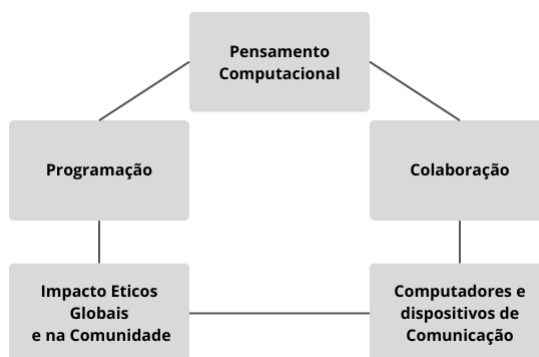 Pensamento
Computacional
Programação
Colaboração
Impacto Eticos
Globais
e na Comunidade
Computadores e
dispositivos de
Comunicação